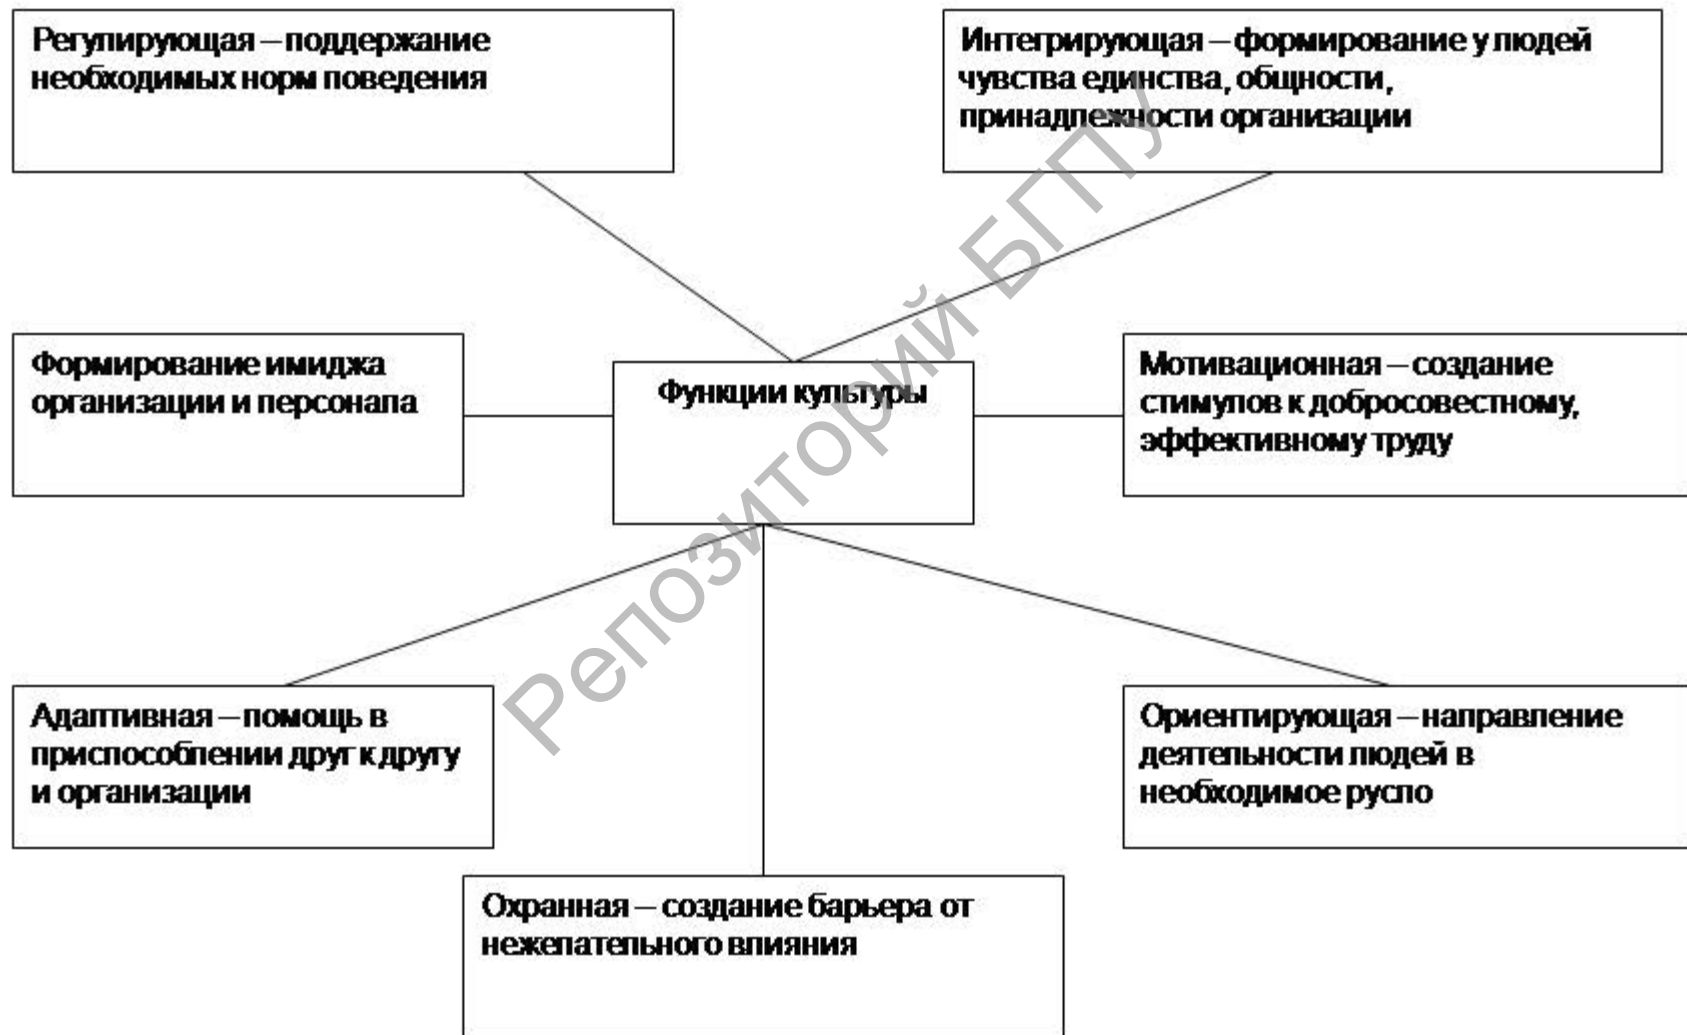 Регулирующая – поддержание
необходимых норм поведения
Интегрирующая – формирование у людей
чувства единства, общности,
принадлежности организации
Формирование имиджа
организации и персонала
Функции культуры
Мотивационная – создание
стимулов к добросовестному,
эффективному труду
Адаптивная – помощь в
приспособлении друг к другу
и организации
Ориентирующая – направление
деятельности людей в
необходимое русло
Охранная – создание барьера от
нежелательного влияния
Репозиторий БГПУ